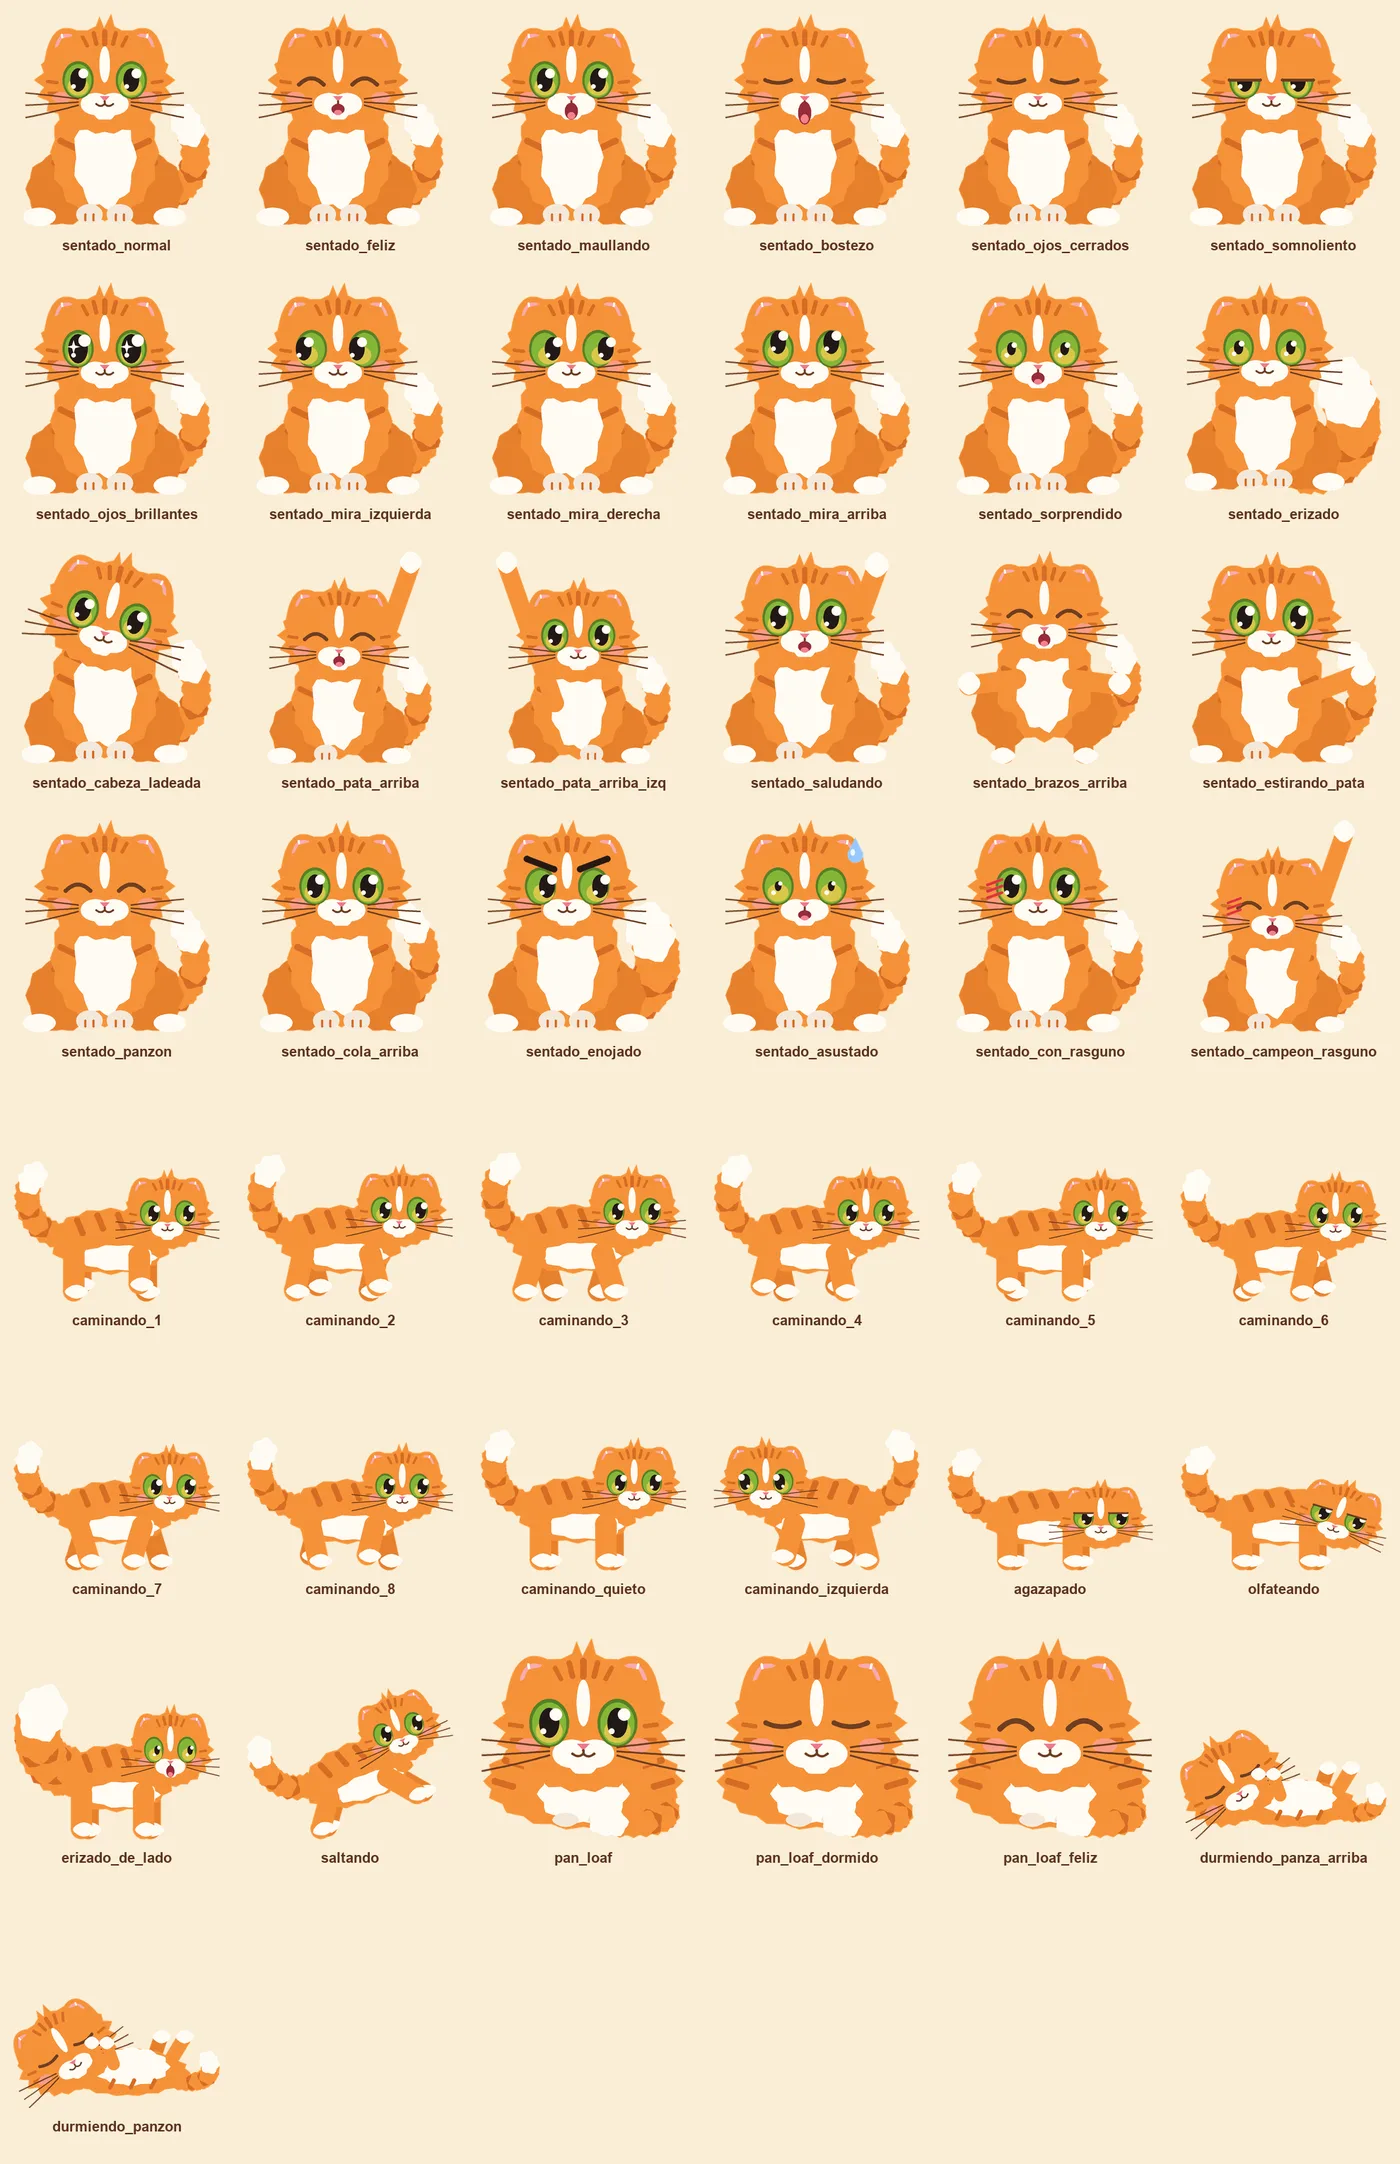 sentado_normal
sentado_feliz
sentado_maullando
sentado_bostezo
sentado_ojos_cerrados
sentado_somnoliento
sentado_ojos_brillantes
sentado_mira_izquierda
sentado_mira_derecha
sentado_mira_arriba
sentado_sorprendido
sentado_erizado
sentado_cabeza_ladeada
sentado_pata_arriba
sentado_pata_arriba_izq
sentado_saludando
sentado_brazos_arriba
sentado_estirando_pata
sentado_panzon
sentado_cola_arriba
sentado_enojado
sentado_asustado
sentado_con_rasguno
sentado_campeon_rasguno
caminando_1
caminando_2
caminando_3
caminando_4
caminando_5
caminando_6
caminando_7
caminando_8
caminando_quieto
caminando_izquierda
agazapado
olfateando
erizado_de_lado
saltando
pan_loaf
pan_loaf_dormido
pan_loaf_feliz
durmiendo_panza_arriba
durmiendo_panzon